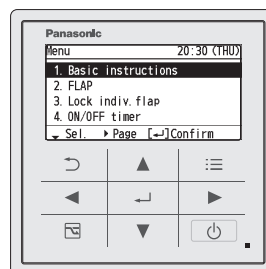 Panasonic
Menu 20:30 (THU)
1. Basic instructions
2. FLAP
3. Lock indiv. flap
4. ON/OFF timer
Sel. ▸ Page [↵]Confirm